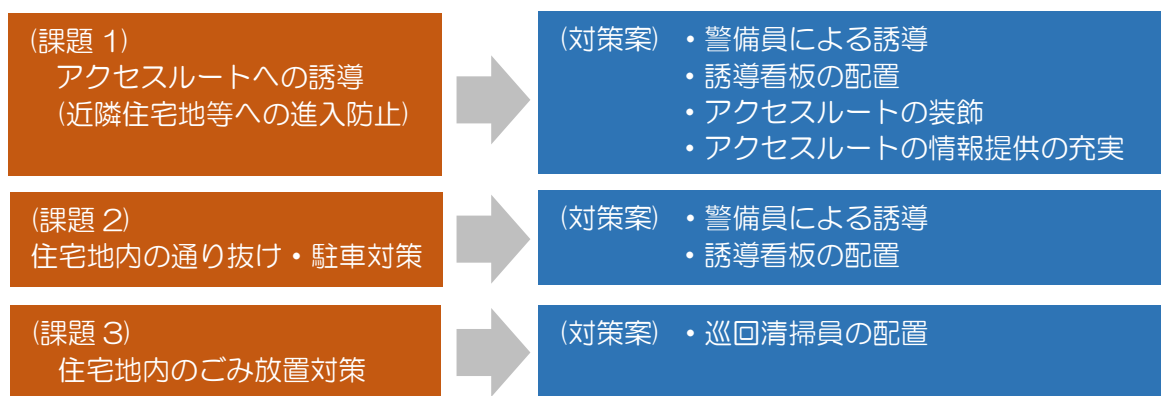 (課題 1)
アクセスルートへの誘導
(近隣住宅地等への進入防止)
(対策案) ・警備員による誘導
・誘導看板の配置
・アクセスルートの装飾
・アクセスルートの情報提供の充実
(課題 2)
住宅地内の通り抜け・駐車対策
(対策案) ・警備員による誘導
・誘導看板の配置
(課題 3)
住宅地内のごみ放置対策
(対策案) ・巡回清掃員の配置